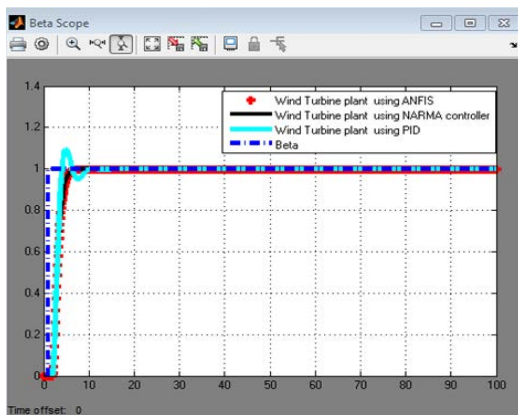 Beta Scope
1.4
Wind Turbine plant using ANFIS
Wind Turbine plant using NARMA controller
Wind Turbine plant using PID
Beta
1.2
1
0.8
0.6
0.4
0.2
0
0 10 20 30 40 50 60 70 80 90 100
Time offset: 0